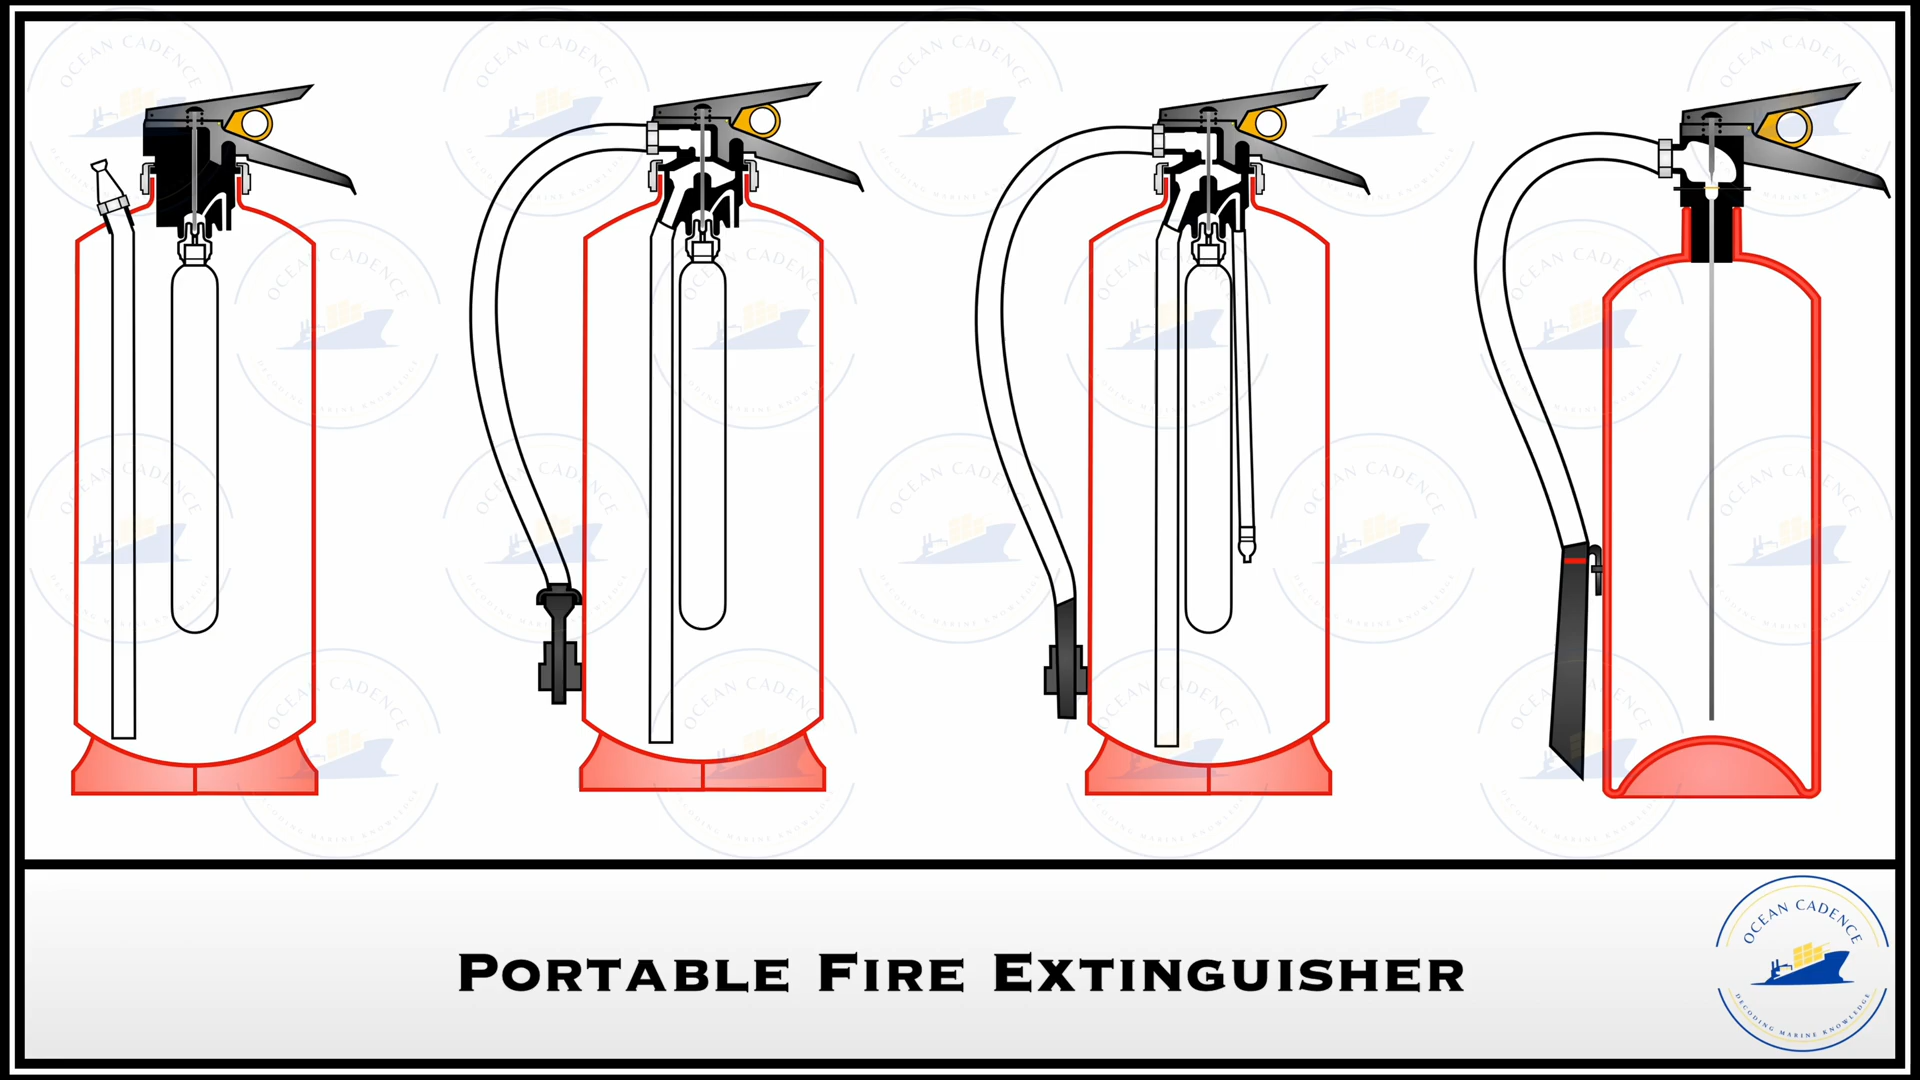 Portable Fire Extinguisher
OCEAN CADENCE
DECODING MARINE KNOWLEDGE